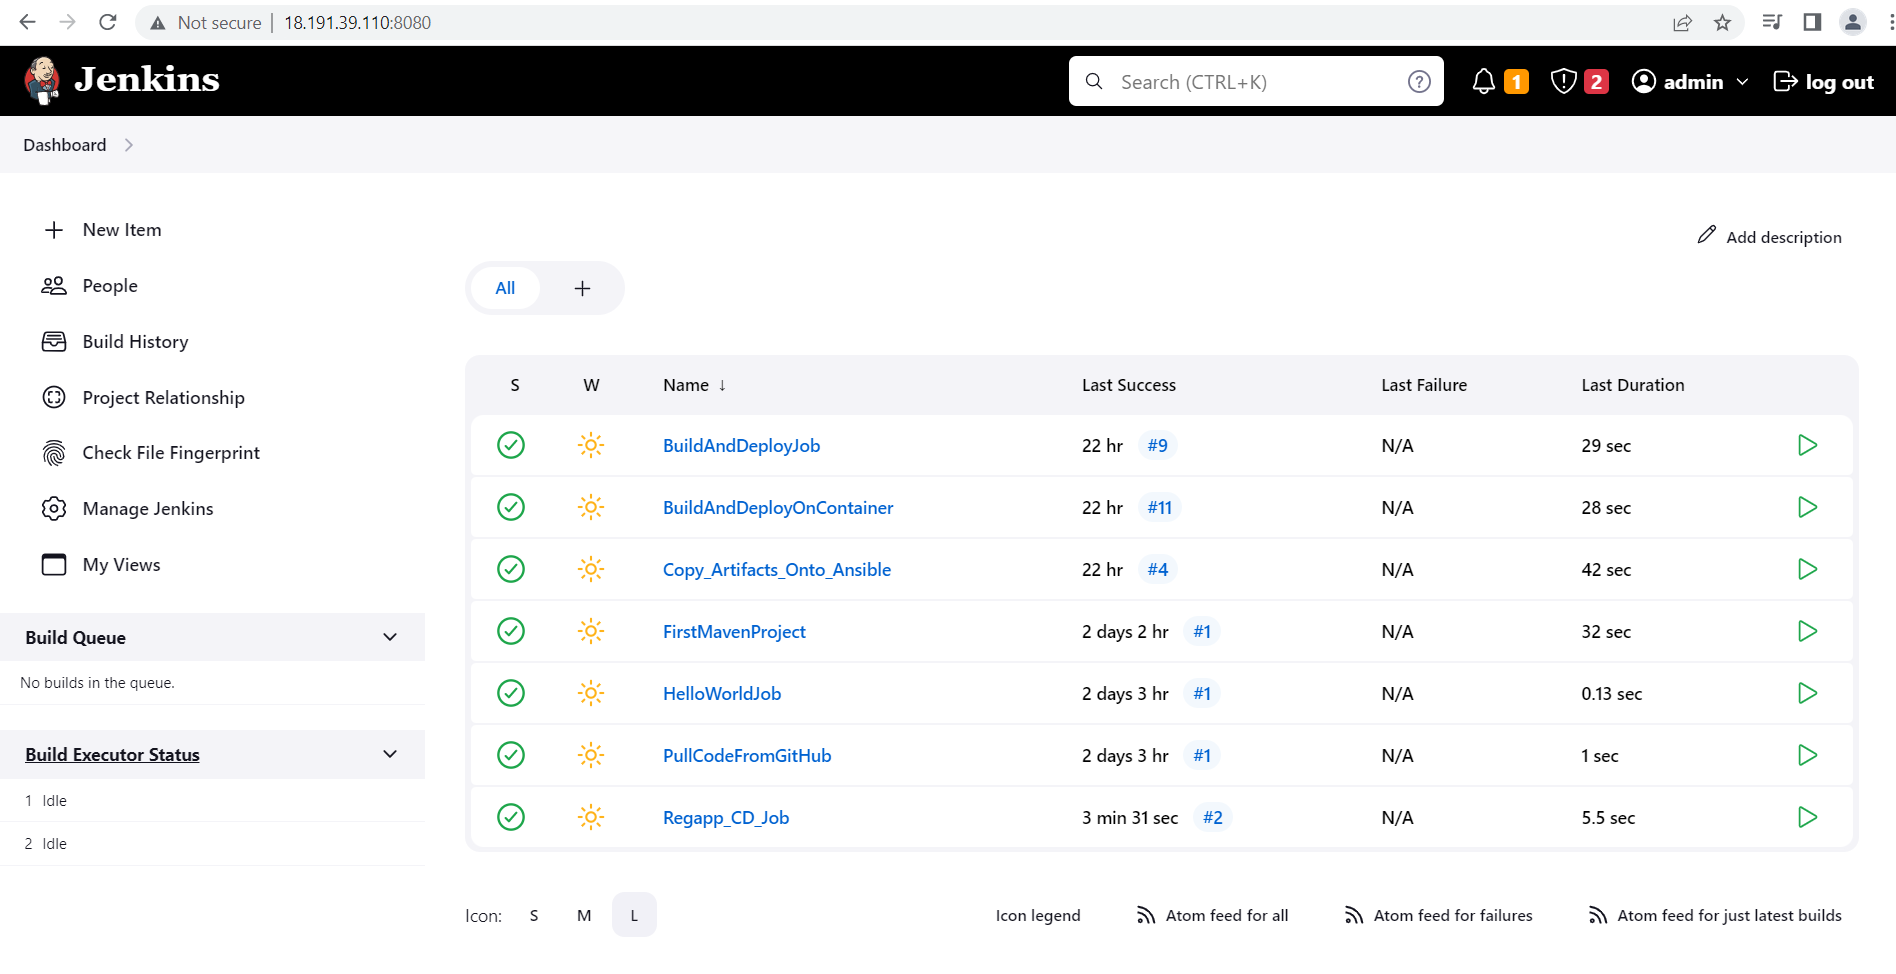 Not secure | 18.191.39.110:8080
Jenkins
Search (CTRL+K)
?
1
2
admin
log out
Dashboard
New Item
People
Build History
Project Relationship
Check File Fingerprint
Manage Jenkins
My Views
Build Queue
No builds in the queue.
Build Executor Status
1 Idle
2 Idle
Add description
All +
S W Name ↓ Last Success Last Failure Last Duration
BuildAndDeployJob 22 hr #9 N/A 29 sec
BuildAndDeployOnContainer 22 hr #11 N/A 28 sec
Copy_Artifacts_Onto_Ansible 22 hr #4 N/A 42 sec
FirstMavenProject 2 days 2 hr #1 N/A 32 sec
HelloWorldJob 2 days 3 hr #1 N/A 0.13 sec
PullCodeFromGitHub 2 days 3 hr #1 N/A 1 sec
Regapp_CD_Job 3 min 31 sec #2 N/A 5.5 sec
Icon: S M L
Icon legend
Atom feed for all
Atom feed for failures
Atom feed for just latest builds